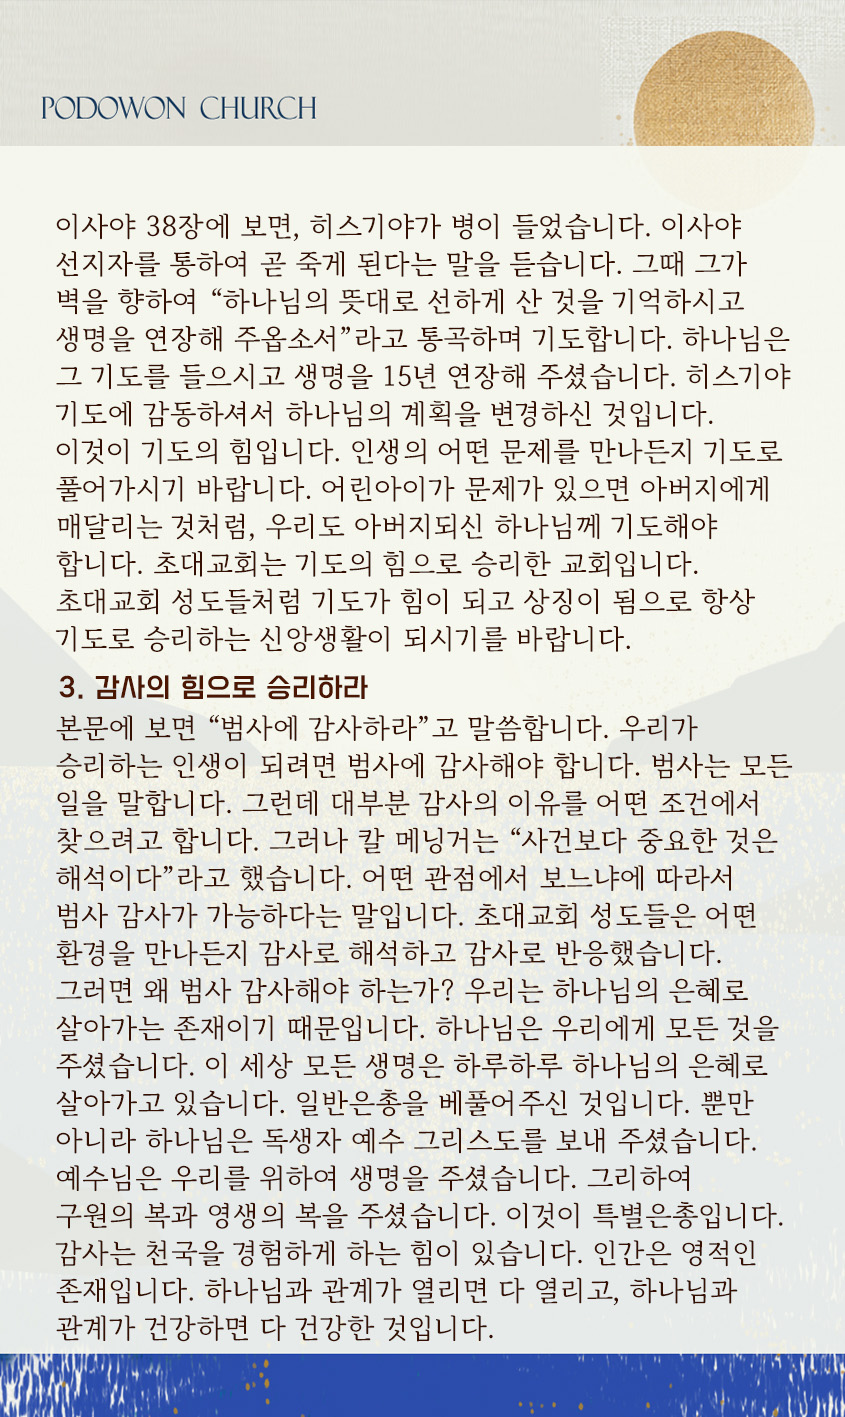 PODOWON CHURCH
이사야 38장에 보면, 히스기야가 병이 들었습니다. 이사야
선지자를 통하여 곧 죽게 된다는 말을 듣습니다. 그때 그가
벽을 향하여 “하나님의 뜻대로 선하게 산 것을 기억하시고
생명을 연장해 주옵소서”라고 통곡하며 기도합니다. 하나님은
그 기도를 들으시고 생명을 15년 연장해 주셨습니다. 히스기야
기도에 감동하셔서 하나님의 계획을 변경하신 것입니다.
이것이 기도의 힘입니다. 인생의 어떤 문제를 만나든지 기도로
풀어가시기 바랍니다. 어린아이가 문제가 있으면 아버지에게
매달리는 것처럼, 우리도 아버지되신 하나님께 기도해야
합니다. 초대교회는 기도의 힘으로 승리한 교회입니다.
초대교회 성도들처럼 기도가 힘이 되고 상징이 됨으로 항상
기도로 승리하는 신앙생활이 되시기를 바랍니다.
3. 감사의 힘으로 승리하라
본문에 보면 “범사에 감사하라”고 말씀합니다. 우리가
승리하는 인생이 되려면 범사에 감사해야 합니다. 범사는 모든
일을 말합니다. 그런데 대부분 감사의 이유를 어떤 조건에서
찾으려고 합니다. 그러나 칼 메닝거는 “사건보다 중요한 것은
해석이다”라고 했습니다. 어떤 관점에서 보느냐에 따라서
범사 감사가 가능하다는 말입니다. 초대교회 성도들은 어떤
환경을 만나든지 감사로 해석하고 감사로 반응했습니다.
그러면 왜 범사 감사해야 하는가? 우리는 하나님의 은혜로
살아가는 존재이기 때문입니다. 하나님은 우리에게 모든 것을
주셨습니다. 이 세상 모든 생명은 하루하루 하나님의 은혜로
살아가고 있습니다. 일반은총을 베풀어주신 것입니다. 뿐만
아니라 하나님은 독생자 예수 그리스도를 보내 주셨습니다.
예수님은 우리를 위하여 생명을 주셨습니다. 그리하여
구원의 복과 영생의 복을 주셨습니다. 이것이 특별은총입니다.
감사는 천국을 경험하게 하는 힘이 있습니다. 인간은 영적인
존재입니다. 하나님과 관계가 열리면 다 열리고, 하나님과
관계가 건강하면 다 건강한 것입니다.